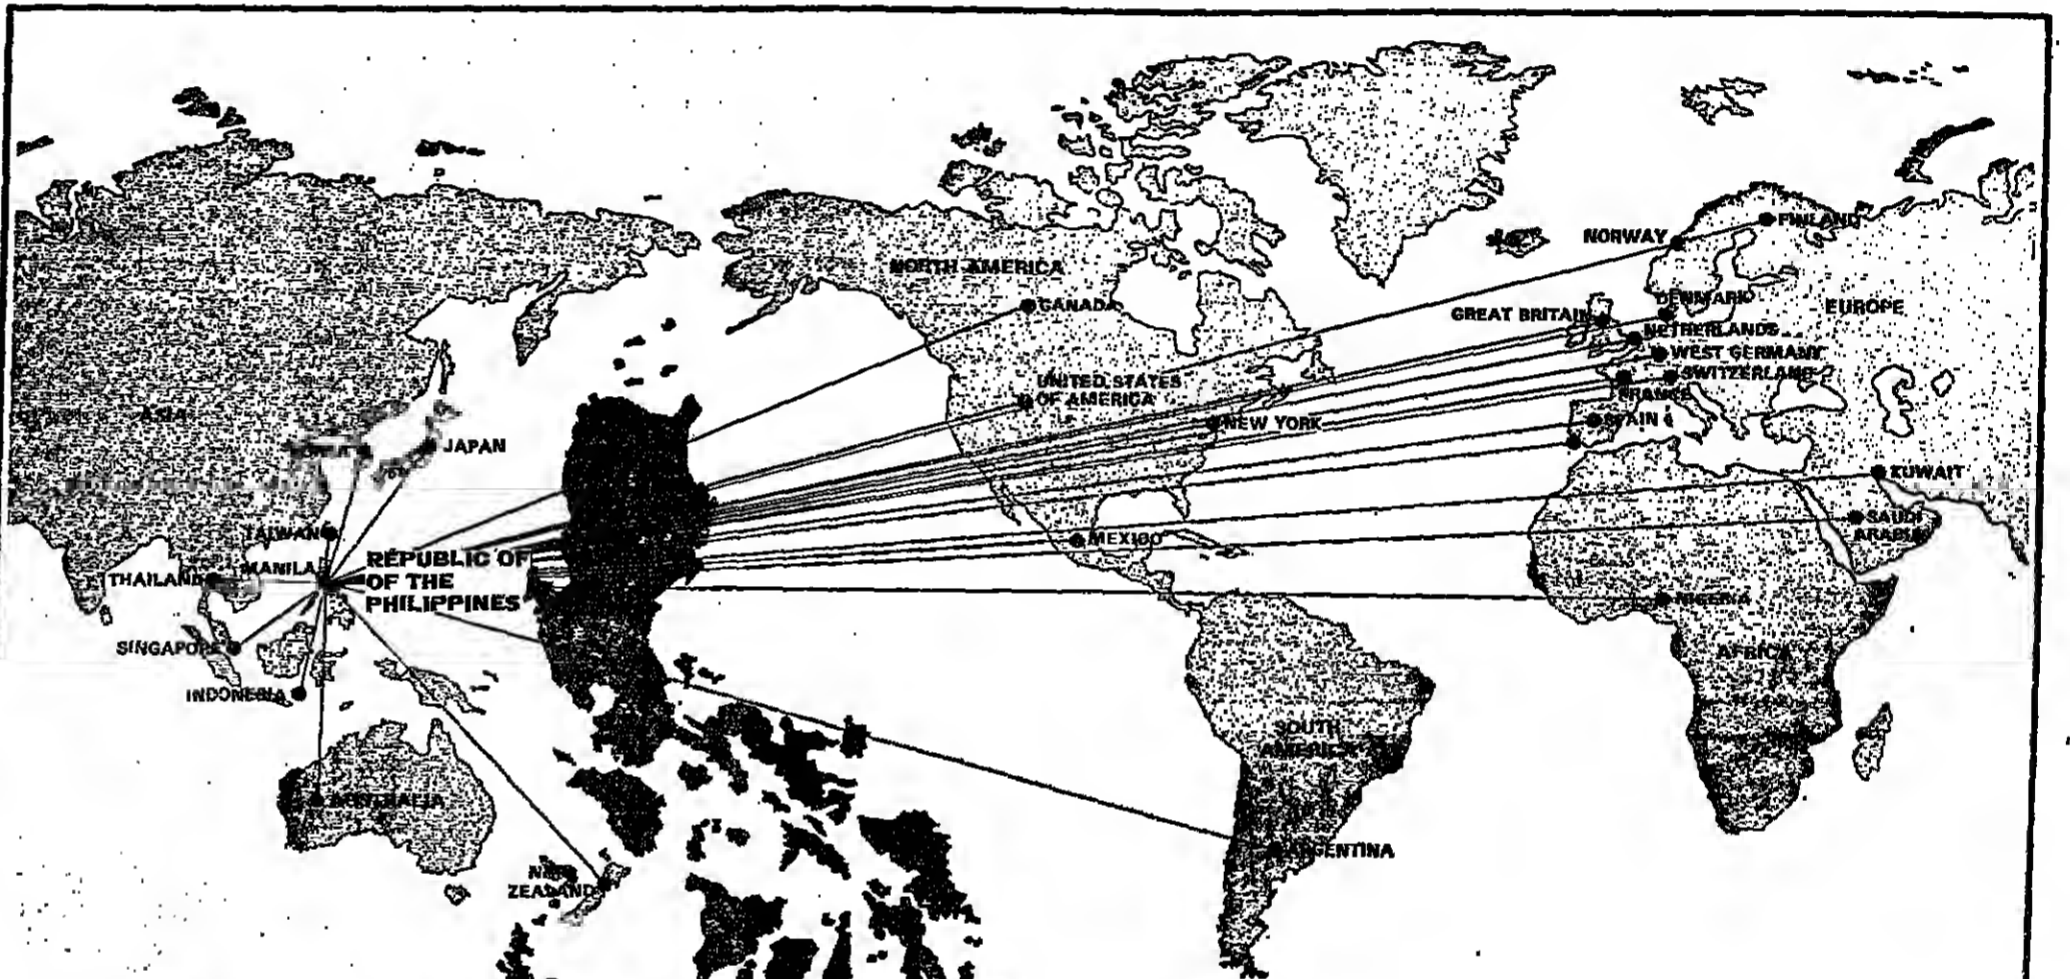 NORWAY
FINLAND
NORTH AMERICA
CANADA
DENMARK
EUROPE
GREAT BRITAIN
NETHERLANDS
WEST GERMANY
SWITZERLAND
UNITED STATES
OF AMERICA
FRANCE
NEW YORK
SPAIN
ASIA
JAPAN
KUWAIT
TAIWAN
MEXICO
SAUDI
ARABIA
MANILA
THAILAND
REPUBLIC OF
OF THE
PHILIPPINES
NIGERIA
SINGAPORE
AFRICA
INDONESIA
SOUTH
AMERICA
AUSTRALIA
ARGENTINA
NEW
ZEALAND